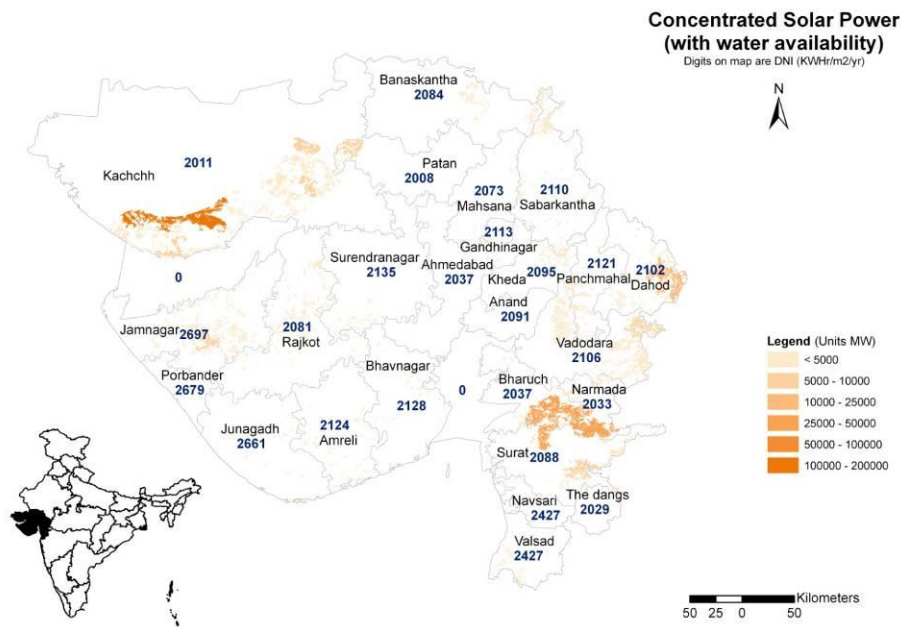 Concentrated Solar Power
(with water availability)
Digits on map are DNI (KWHr/m2/yr)
N
Banaskantha
2084
Kachchh
2011
Patan
2008
2073
Mahsana
2110
Sabarkantha
2113
Gandhinagar
Surendranagar
2135
Ahmedabad
2037
Kheda 2095
2121
Panchmahal
2102
Dahod
0
Anand
2091
Jamnagar 2697
2081
Rajkot
Vadodara
2106
Porbander
2679
Bhavnagar
2128
0
Bharuch
2037
Narmada
2033
Junagadh
2661
2124
Amreli
Surat 2088
Navsari
2427
The dangs
2029
Valsad
2427
Legend (Units MW)
< 5000
5000 - 10000
10000 - 25000
25000 - 50000
50000 - 100000
100000 - 200000
Kilometers
50 25 0 50